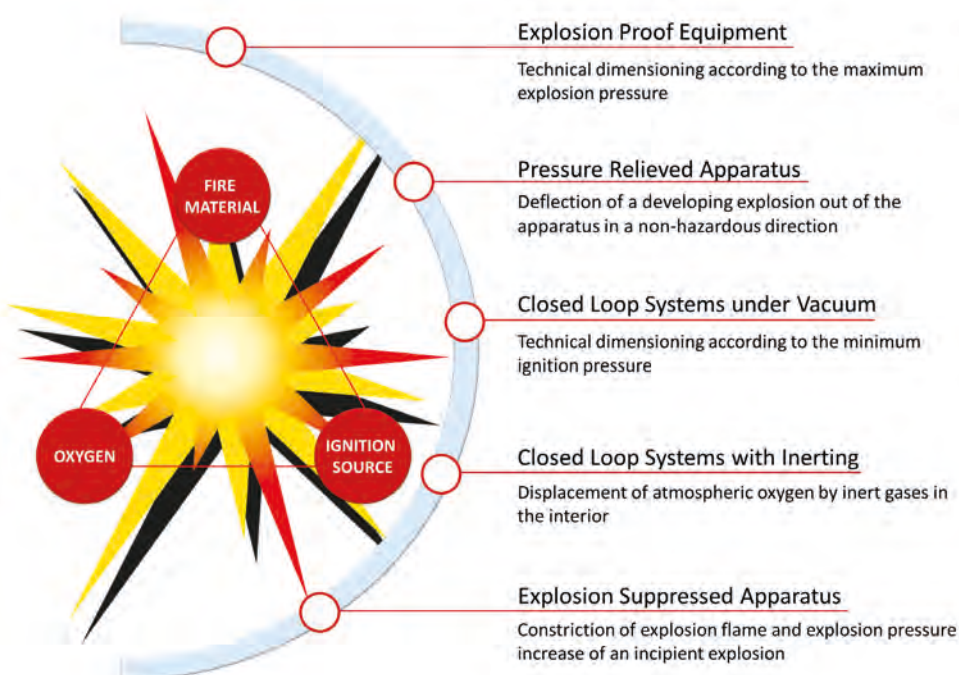 Explosion Proof Equipment
Technical dimensioning according to the maximum
explosion pressure
FIRE
MATERIAL
Pressure Relieved Apparatus
Deflection of a developing explosion out of the
apparatus in a non-hazardous direction
Closed Loop Systems under Vacuum
Technical dimensioning according to the minimum
ignition pressure
OXYGEN
IGNITION
SOURCE
Closed Loop Systems with Inerting
Displacement of atmospheric oxygen by inert gases in
the interior
Explosion Suppressed Apparatus
Constriction of explosion flame and explosion pressure
increase of an incipient explosion